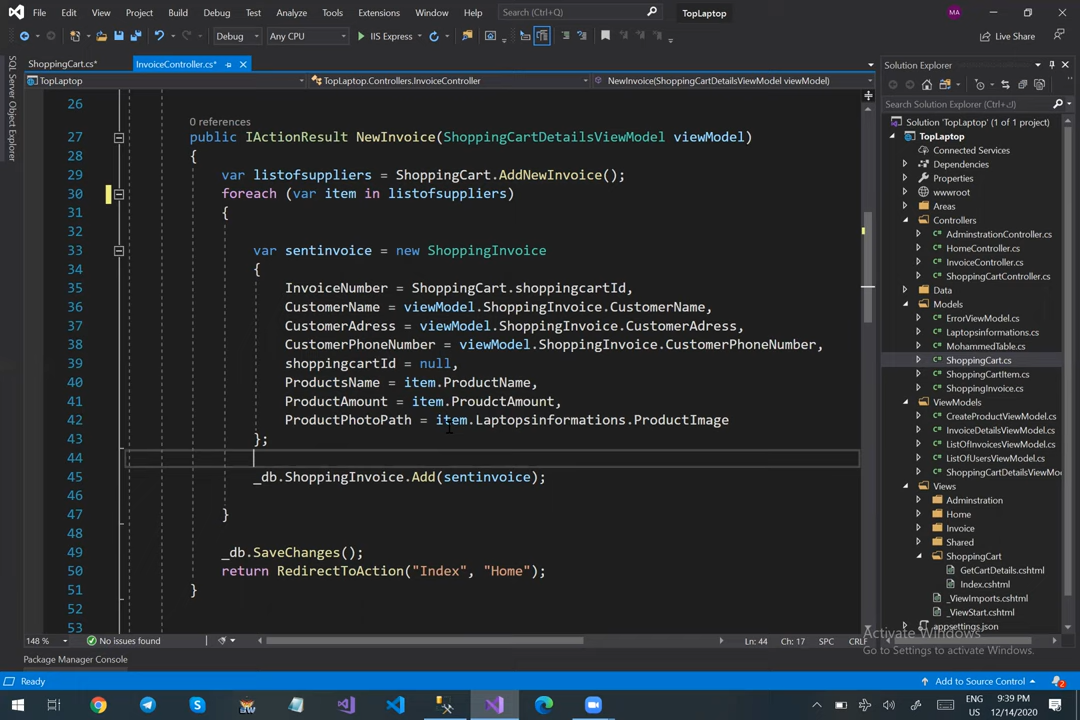 File Edit View Project Build Debug Test Analyze Tools Extensions Window Help Search (Ctrl+Q) TopLaptop MA
Debug Any CPU IIS Express Live Share
SQL Server Object Explorer
ShoppingCart.cs* InvoiceController.cs*
TopLaptop TopLaptop.Controllers.InvoiceController NewInvoice(ShoppingCartDetailsViewModel viewModel)
26
0 references
27 public IActionResult NewInvoice(ShoppingCartDetailsViewModel viewModel)
28 {
29 var listofsuppliers = ShoppingCart.AddNewInvoice();
30 foreach (var item in listofsuppliers)
31 {
32
33 var sentinvoice = new ShoppingInvoice
34 {
35 InvoiceNumber = ShoppingCart.shoppingcartId,
36 CustomerName = viewModel.ShoppingInvoice.CustomerName,
37 CustomerAdress = viewModel.ShoppingInvoice.CustomerAdress,
38 CustomerPhoneNumber = viewModel.ShoppingInvoice.CustomerPhoneNumber,
39 shoppingcartId = null,
40 ProductsName = item.ProductName,
41 ProductAmount = item.ProudctAmount,
42 ProductPhotoPath = item.Laptopsinformations.ProductImage
43 };
44
45 _db.ShoppingInvoice.Add(sentinvoice);
46
47 }
48
49 _db.SaveChanges();
50 return RedirectToAction("Index", "Home");
51 }
52
53
148 % No issues found Ln: 44 Ch: 17 SPC CRLF
Package Manager Console
Solution Explorer
Solution 'TopLaptop' (1 of 1 project)
TopLaptop
Connected Services
Dependencies
Properties
wwwroot
Areas
Controllers
AdminstrationController.cs
HomeController.cs
InvoiceController.cs
ShoppingCartController.cs
Data
Models
ErrorViewModel.cs
Laptopsinformations.cs
MohammedTable.cs
ShoppingCart.cs
ShoppingCartItem.cs
ShoppingInvoice.cs
ViewModels
CreateProductViewModel.cs
InvoiceDetailsViewModel.cs
ListOfInvoicesViewModel.cs
ListOfUsersViewModel.cs
ShoppingCartDetailsViewMo
Views
Adminstration
Home
Invoice
Shared
ShoppingCart
GetCartDetails.cshtml
Index.cshtml
_ViewImports.cshtml
_ViewStart.cshtml
appsettings.json
Activate Windows
Go to Settings to activate Windows.
Ready Add to Source Control 2
ENG 9:39 PM
US 12/14/2020